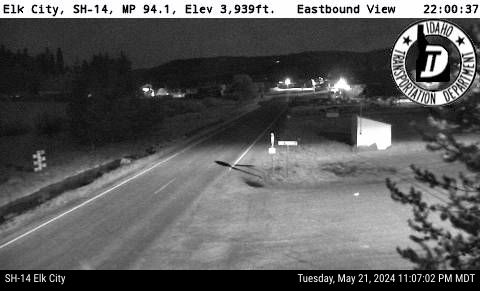 Elk City, SH-14, MP 94.1, Elev 3,939ft. Eastbound View 22:00:37
IDAHO
TRANSPORTATION DEPARTMENT
SH-14 Elk City
Tuesday, May 21, 2024 11:07:02 PM MDT